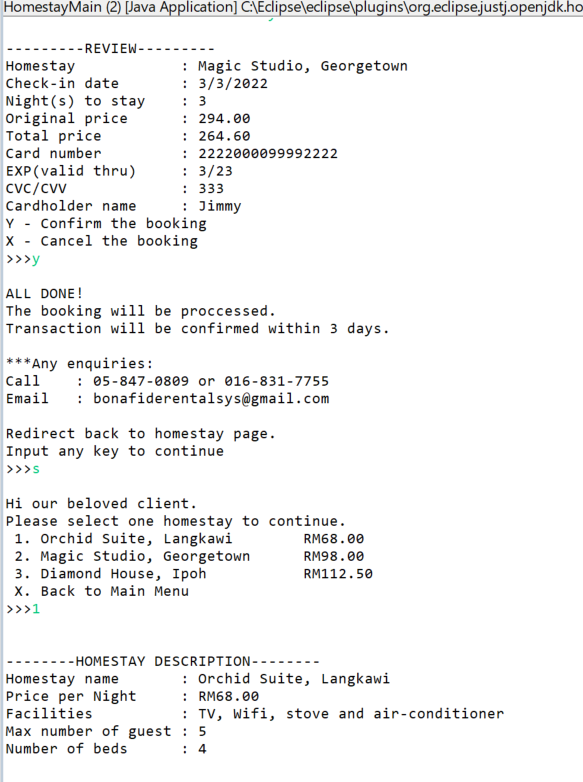 HomestayMain (2) [Java Application] C:\Eclipse\eclipse\plugins\org.eclipse.justj.openjdk.ho
---------REVIEW---------
Homestay : Magic Studio, Georgetown
Check-in date : 3/3/2022
Night(s) to stay : 3
Original price : 294.00
Total price : 264.60
Card number : 2222000099992222
EXP(valid thru) : 3/23
CVC/CVV : 333
Cardholder name : Jimmy
Y - Confirm the booking
X - Cancel the booking
>>>y
ALL DONE!
The booking will be proccessed.
Transaction will be confirmed within 3 days.
***Any enquiries:
Call : 05-847-0809 or 016-831-7755
Email : bonafiderentalsys@gmail.com
Redirect back to homestay page.
Input any key to continue
>>>s
Hi our beloved client.
Please select one homestay to continue.
1. Orchid Suite, Langkawi RM68.00
2. Magic Studio, Georgetown RM98.00
3. Diamond House, Ipoh RM112.50
X. Back to Main Menu
>>>1
--------HOMESTAY DESCRIPTION--------
Homestay name : Orchid Suite, Langkawi
Price per Night : RM68.00
Facilities : TV, Wifi, stove and air-conditioner
Max number of guest : 5
Number of beds : 4